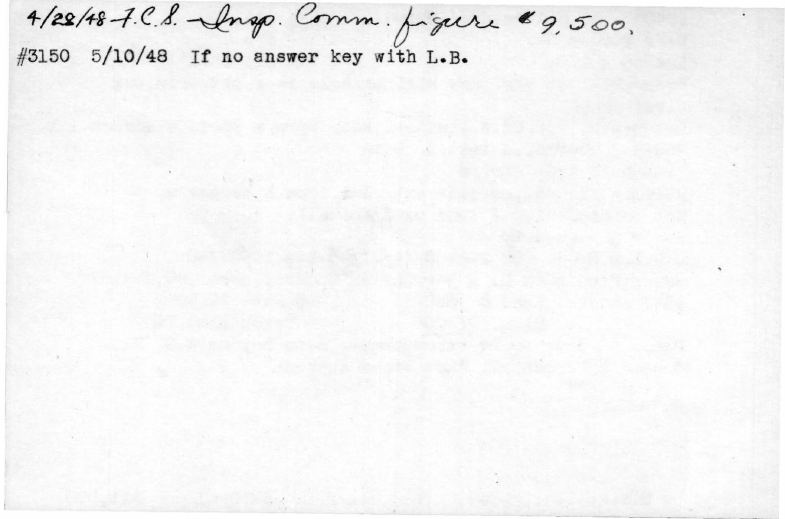 4/28/48-F.C.S.-Insp. Comm. figure $9,500.
#3150 5/10/48 If no answer key with L.B.